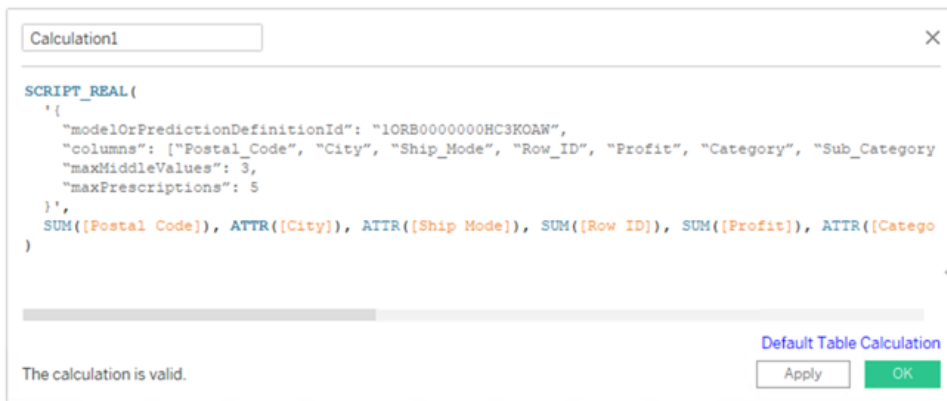 Calculation1
SCRIPT_REAL(
'{
"modelOrPredictionDefinitionId": "1ORB0000000HC3KOAW",
"columns": ["Postal_Code", "City", "Ship_Mode", "Row_ID", "Profit", "Category", "Sub_Category
"maxMiddleValues": 3,
"maxPrescriptions": 5
}',
SUM([Postal Code]), ATTR([City]), ATTR([Ship Mode]), SUM([Row ID]), SUM([Profit]), ATTR([Catego
)
Default Table Calculation
The calculation is valid.
Apply
OK